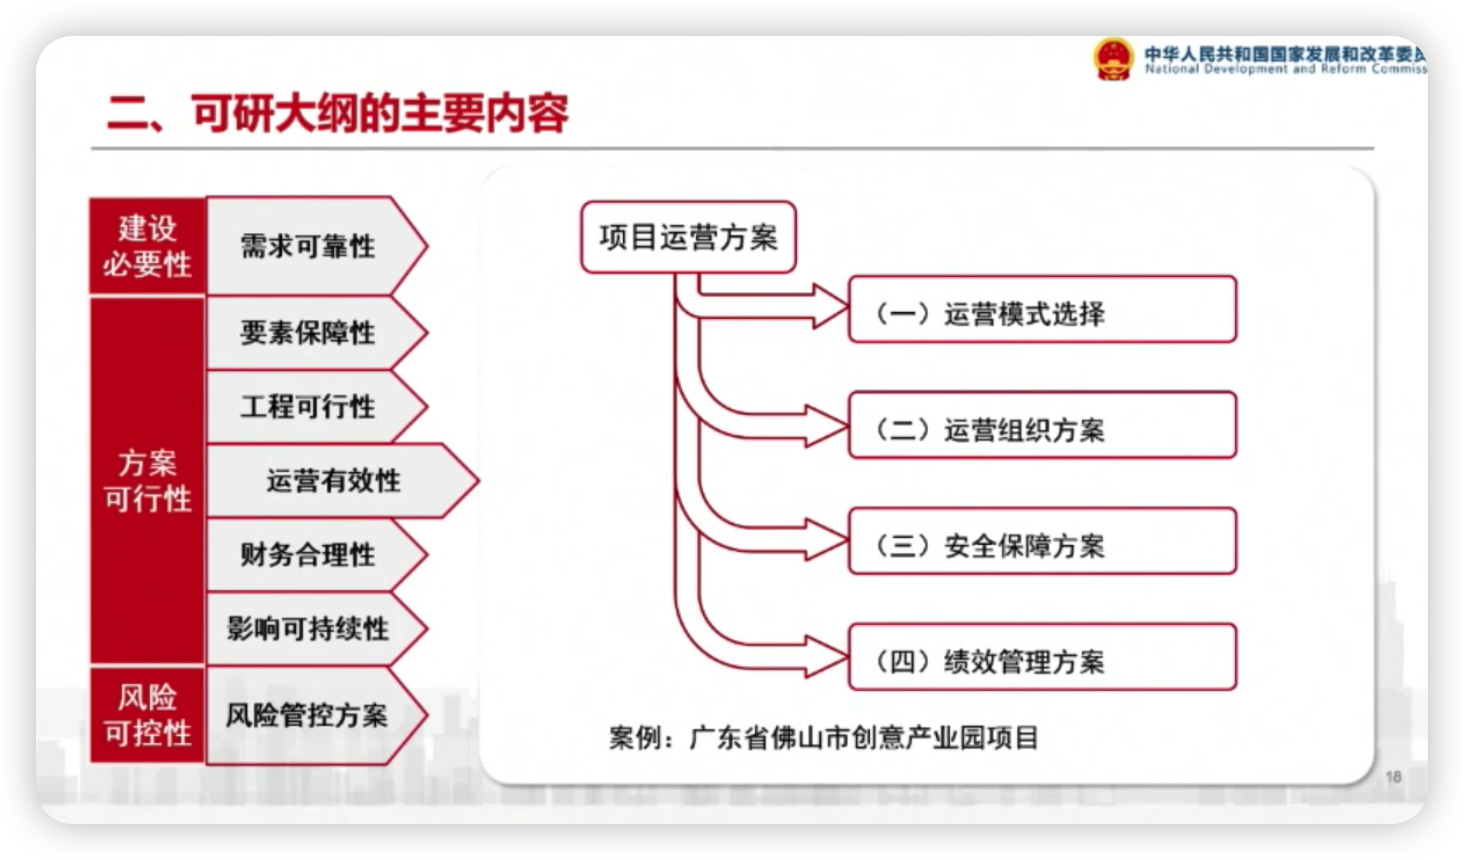 中华人民共和国国家发展和改革委员
National Development and Reform Commiss
二、可研大纲的主要内容
建设
必要性
需求可靠性
方案
可行性
要素保障性
工程可行性
运营有效性
财务合理性
影响可持续性
风险
可控性
风险管控方案
项目运营方案
（一）运营模式选择
（二）运营组织方案
（三）安全保障方案
（四）绩效管理方案
案例：广东省佛山市创意产业园项目
18